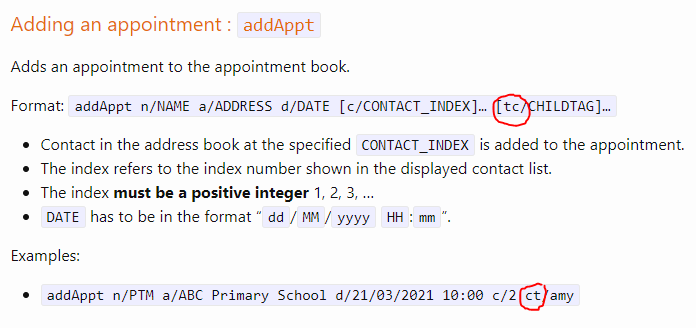 Adding an appointment : addAppt
Adds an appointment to the appointment book.
Format: addAppt n/NAME a/ADDRESS d/DATE [c/CONTACT_INDEX]… [tc/CHILDTAG]…
Contact in the address book at the specified CONTACT_INDEX is added to the appointment.
The index refers to the index number shown in the displayed contact list.
The index must be a positive integer 1, 2, 3, …
DATE has to be in the format “dd/MM/yyyy HH:mm”.
Examples:
addAppt n/PTM a/ABC Primary School d/21/03/2021 10:00 c/2 ct/amy